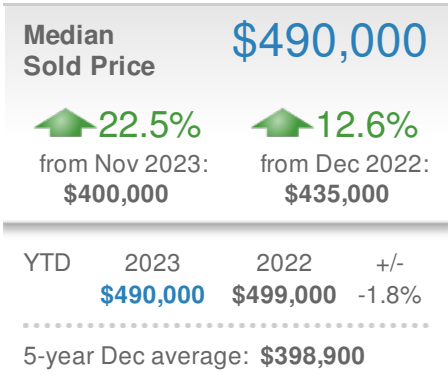 Median
Sold Price
$490,000
22.5% 12.6%
from Nov 2023: from Dec 2022:
$400,000 $435,000
YTD 2023 2022 +/-
$490,000 $499,000 -1.8%
5-year Dec average: $398,900